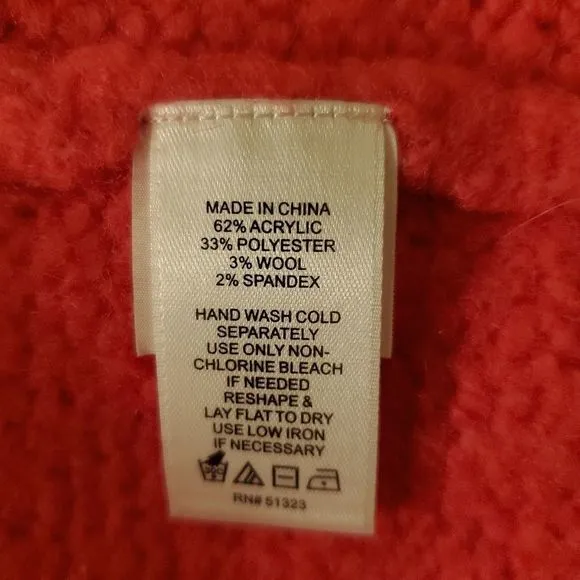 MADE IN CHINA
62% ACRYLIC
33% POLYESTER
3% WOOL
2% SPANDEX
HAND WASH COLD
SEPARATELY
USE ONLY NON-
CHLORINE BLEACH
IF NEEDED
RESHAPE &
LAY FLAT TO DRY
USE LOW IRON
IF NECESSARY
RN# 51323